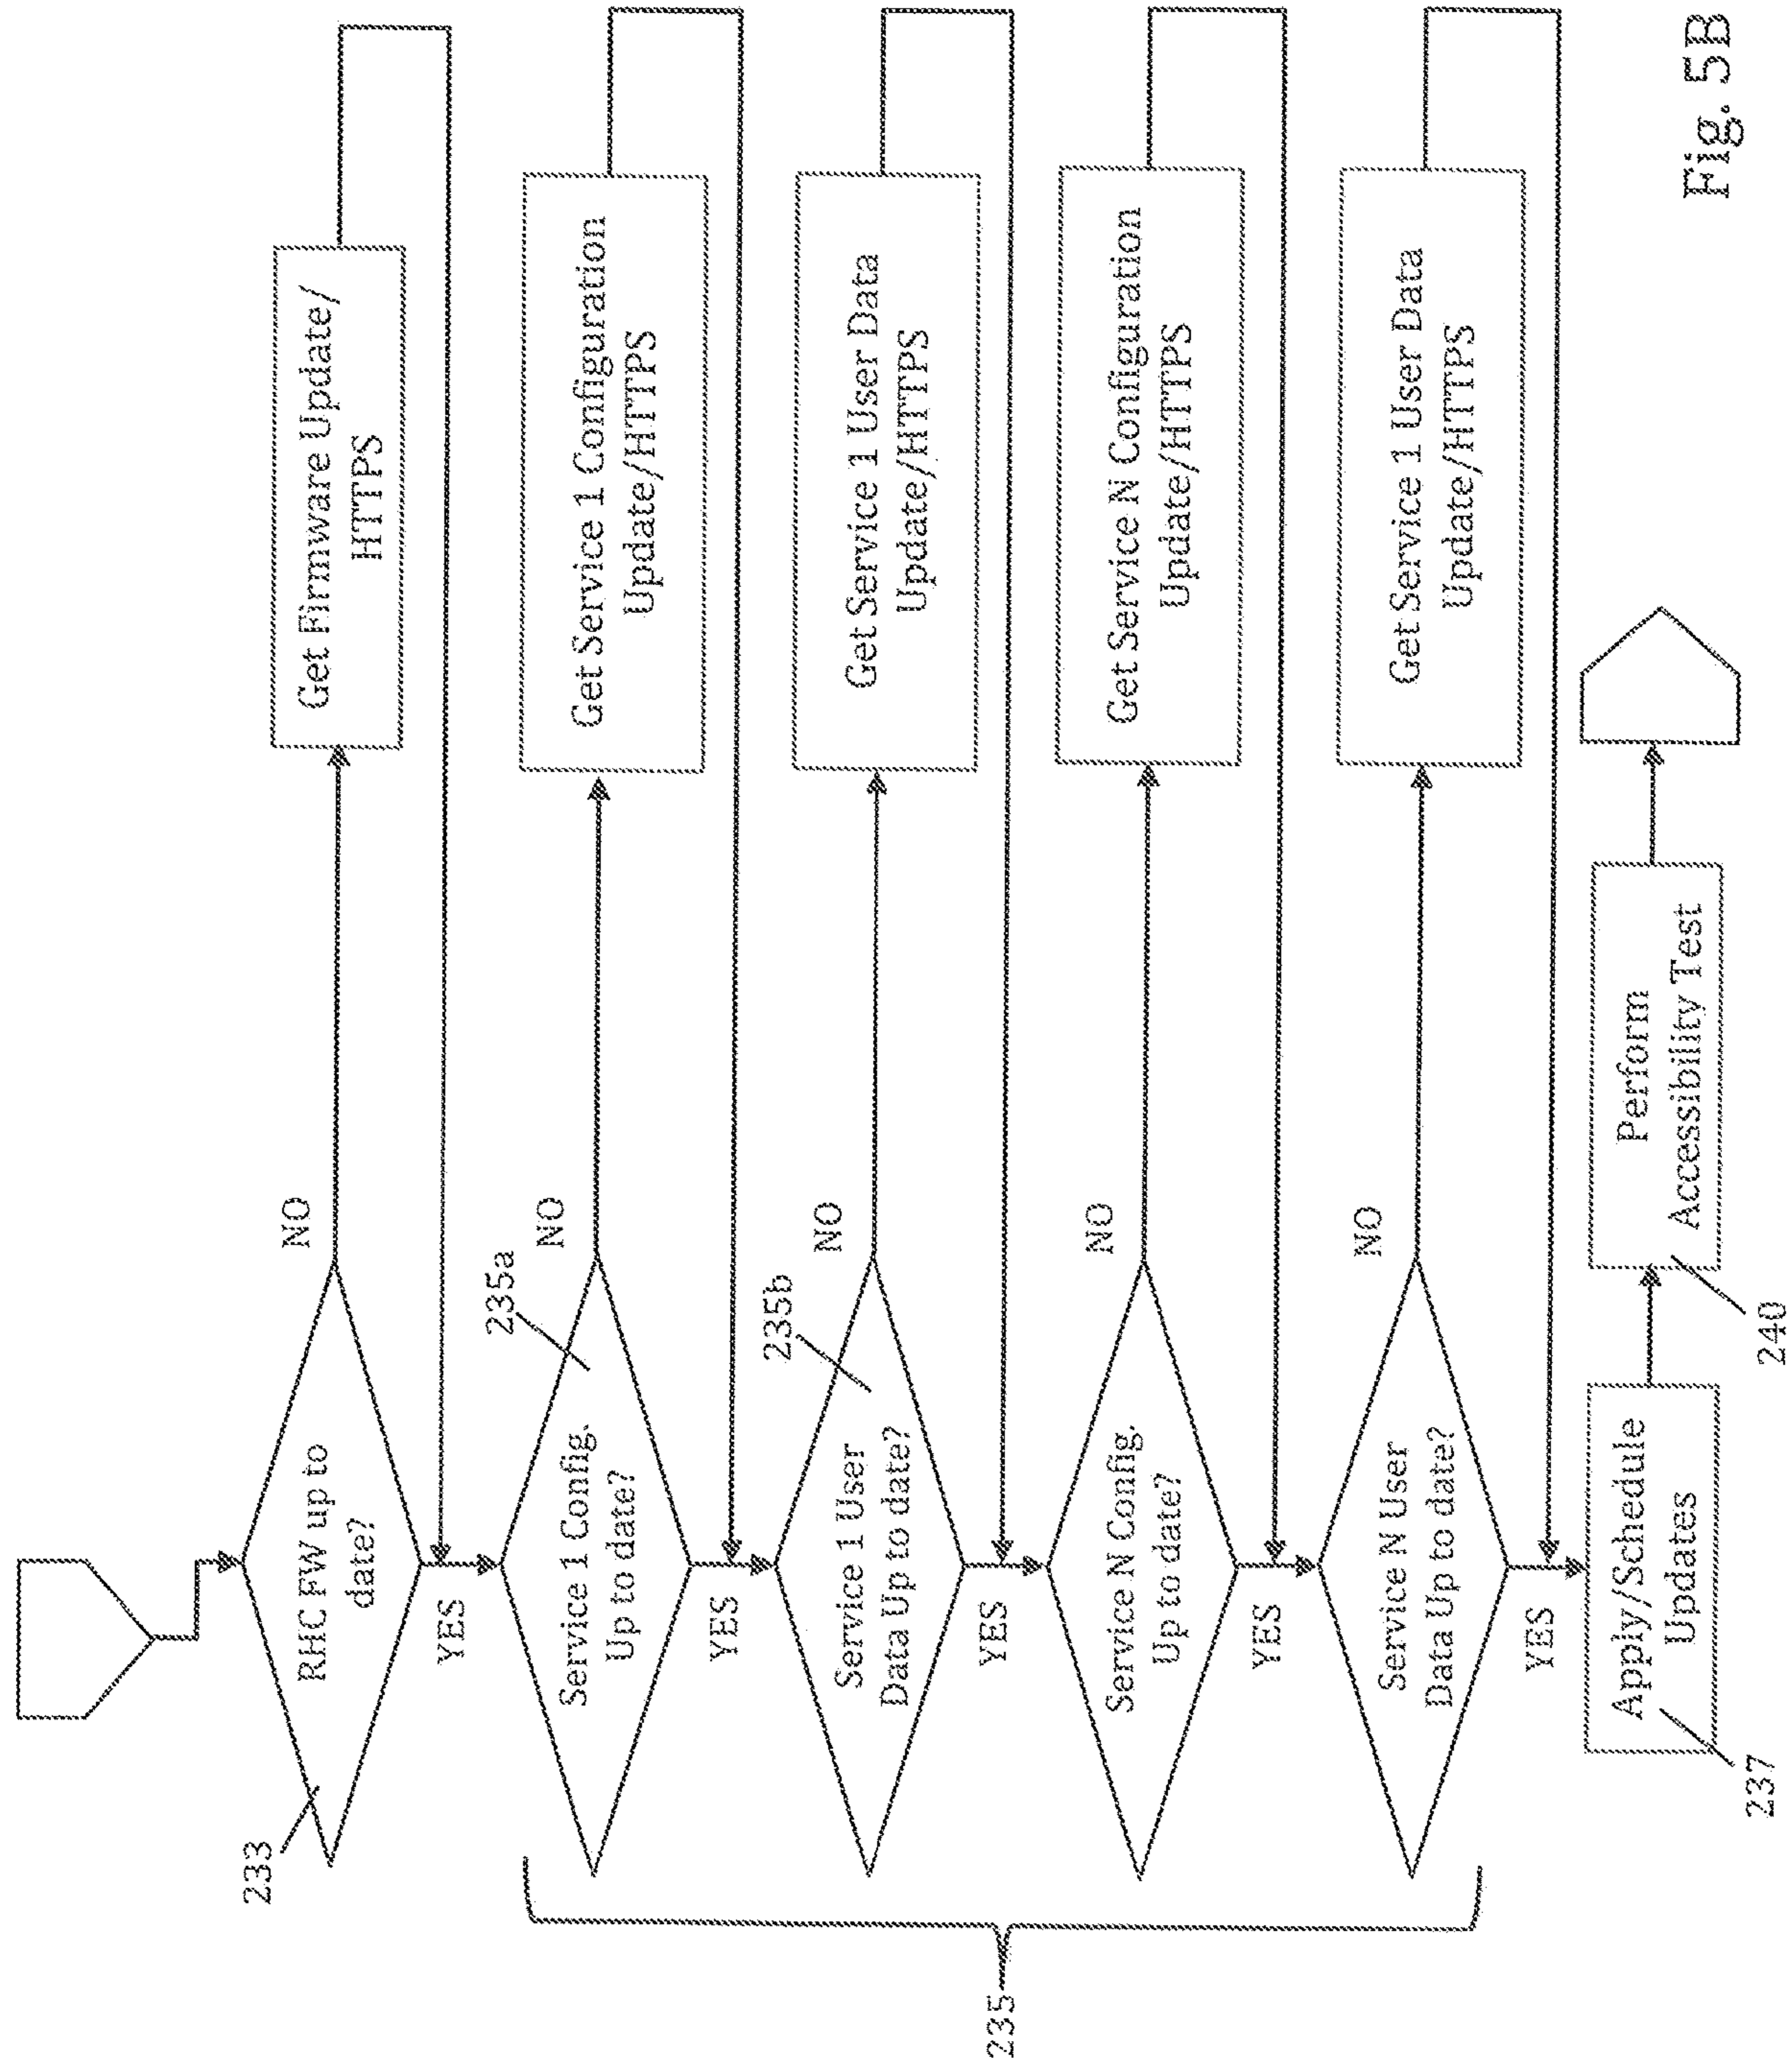 233
RHC FW up to
date?
NO
Get Firmware Update/
HTTPS
YES
235a
Service 1 Config.
Up to date?
NO
Get Service 1 Configuration
Update/HTTPS
YES
235b
Service 1 User
Data Up to date?
NO
Get Service 1 User Data
Update/HTTPS
YES
235
Service N Config.
Up to date?
NO
Get Service N Configuration
Update/HTTPS
YES
Service N User
Data Up to date?
NO
Get Service 1 User Data
Update/HTTPS
YES
Apply/Schedule
Updates
237
Perform
Accessibility Test
240
Fig. 5B